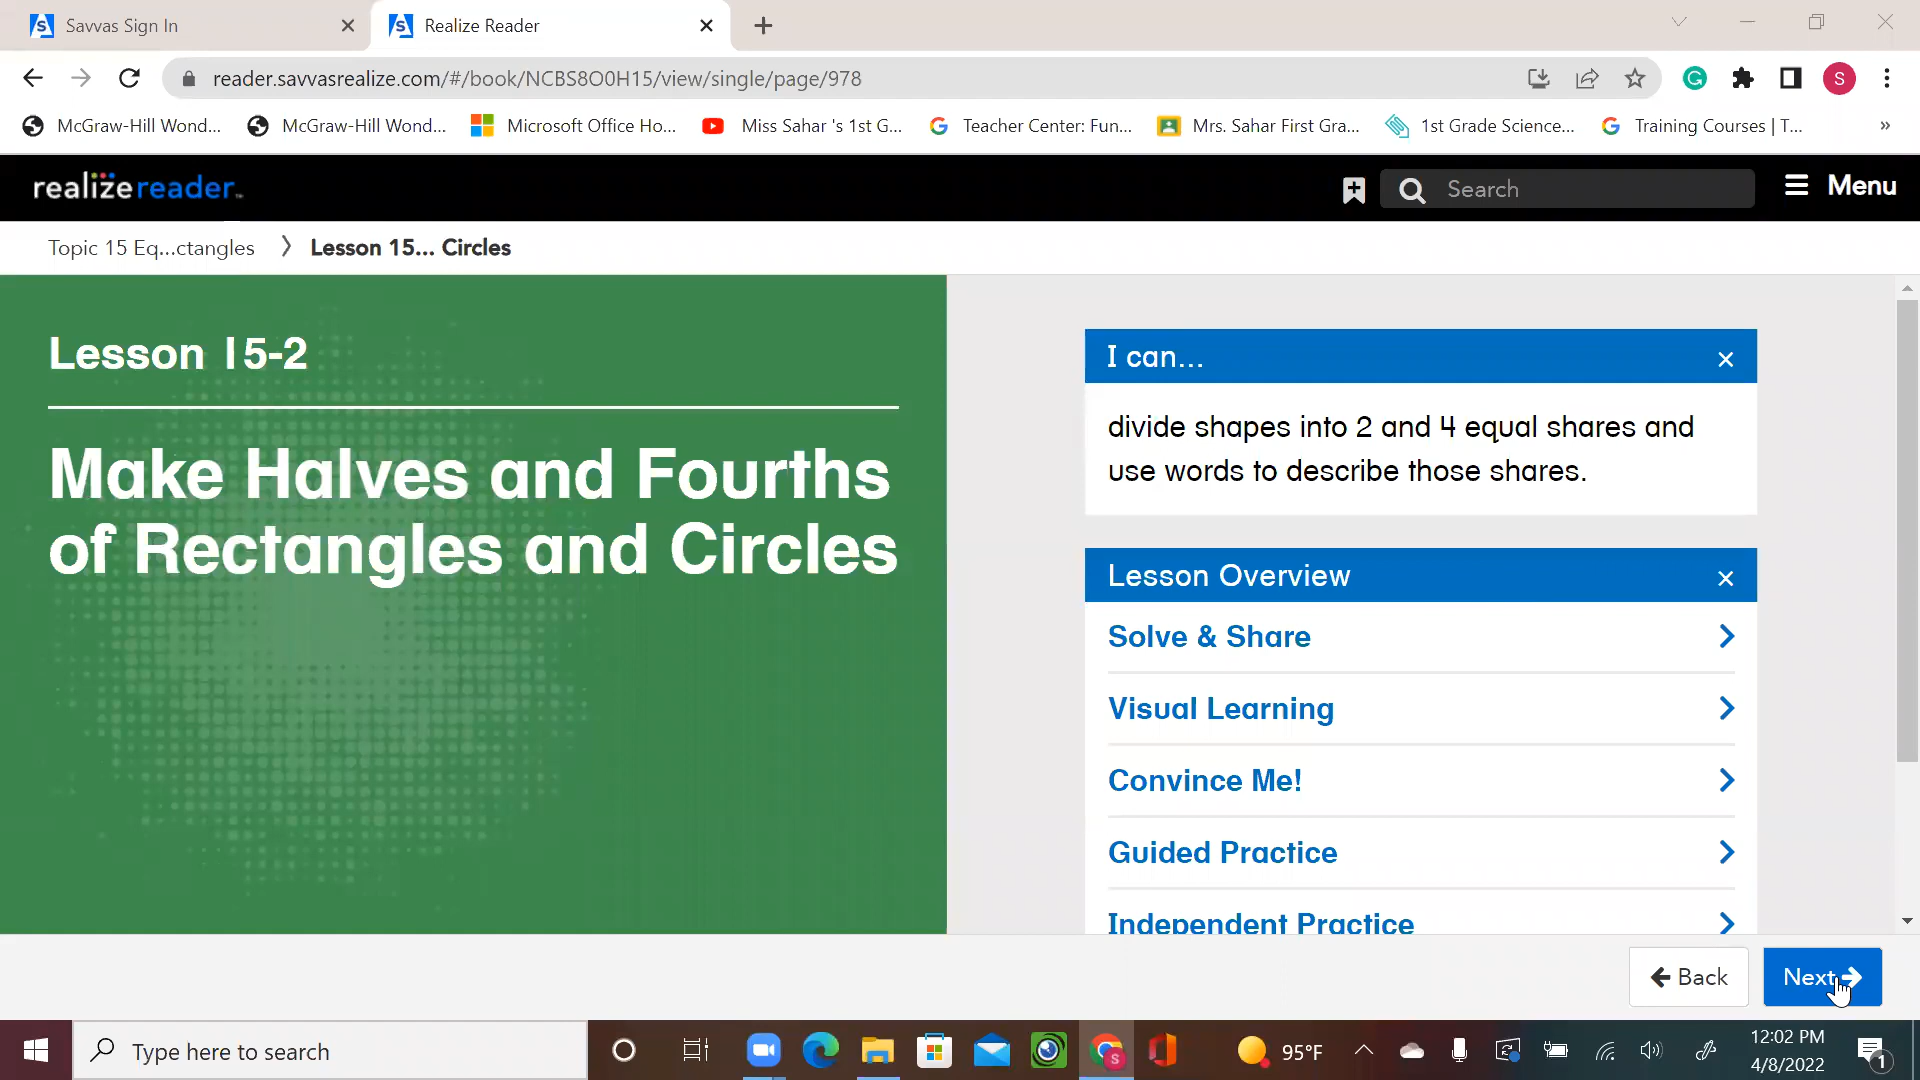 Savvas Sign In
Realize Reader
reader.savvasrealize.com/#/book/NCBS8O0H15/view/single/page/978
S
McGraw-Hill Wond...
McGraw-Hill Wond...
Microsoft Office Ho...
Miss Sahar 's 1st G...
Teacher Center: Fun...
Mrs. Sahar First Gra...
1st Grade Science...
Training Courses | T...
»
realizereader™
Search
Menu
Topic 15 Eq...ctangles
Lesson 15... Circles
Lesson 15-2
Make Halves and Fourths
of Rectangles and Circles
I can...
divide shapes into 2 and 4 equal shares and
use words to describe those shares.
Lesson Overview
Solve & Share
Visual Learning
Convince Me!
Guided Practice
Independent Practice
Back
Next
Type here to search
95°F
12:02 PM
4/8/2022
1